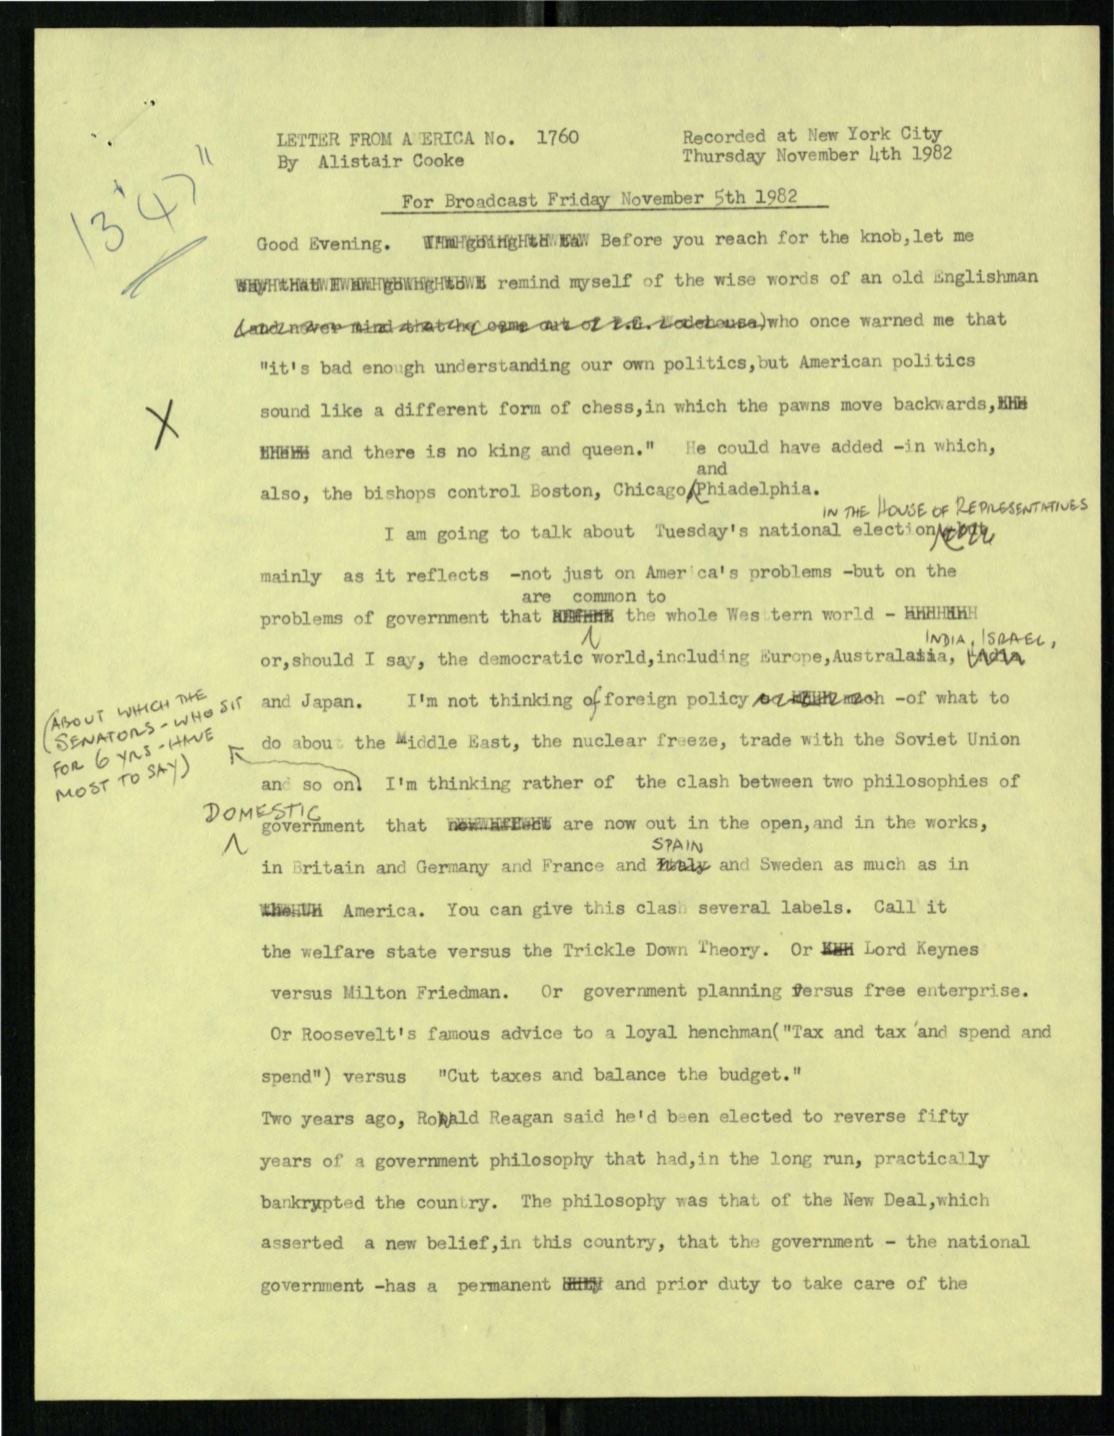 13' 47"
LETTER FROM A ERICA No. 1760
Recorded at New York City
By Alistair Cooke
Thursday November 4th 1982
For Broadcast Friday November 5th 1982
Good Evening. Before you reach for the knob,let me
remind myself of the wise words of an old Englishman
(and never mind that he came out of P.G. Wodehouse)who once warned me that
"it's bad enough understanding our own politics,but American politics
sound like a different form of chess,in which the pawns move backwards,
X
and there is no king and queen." He could have added -in which,
and
also, the bishops control Boston, Chicago/Phiadelphia.
IN THE HOUSE OF REPRESENTATIVES
I am going to talk about Tuesday's national election
mainly as it reflects -not just on America's problems -but on the
are common to
problems of government that the whole Western world -
INDIA, ISRAEL,
or,should I say, the democratic world,including Europe,Australasia, India
(ABOUT WHICH THE
SENATORS - WHO SIT
FOR 6 YRS - HAVE
MOST TO SAY)
and Japan. I'm not thinking of foreign policy -of what to
do about the Middle East, the nuclear freeze, trade with the Soviet Union
and so on. I'm thinking rather of the clash between two philosophies of
DOMESTIC
government that are now out in the open,and in the works,
SPAIN
in Britain and Germany and France and Italy and Sweden as much as in
America. You can give this clash several labels. Call it
the welfare state versus the Trickle Down Theory. Or Lord Keynes
versus Milton Friedman. Or government planning versus free enterprise.
Or Roosevelt's famous advice to a loyal henchman("Tax and tax and spend and
spend") versus "Cut taxes and balance the budget."
Two years ago, Ronald Reagan said he'd been elected to reverse fifty
years of a government philosophy that had,in the long run, practically
bankrupted the country. The philosophy was that of the New Deal,which
asserted a new belief,in this country, that the government - the national
government -has a permanent and prior duty to take care of the